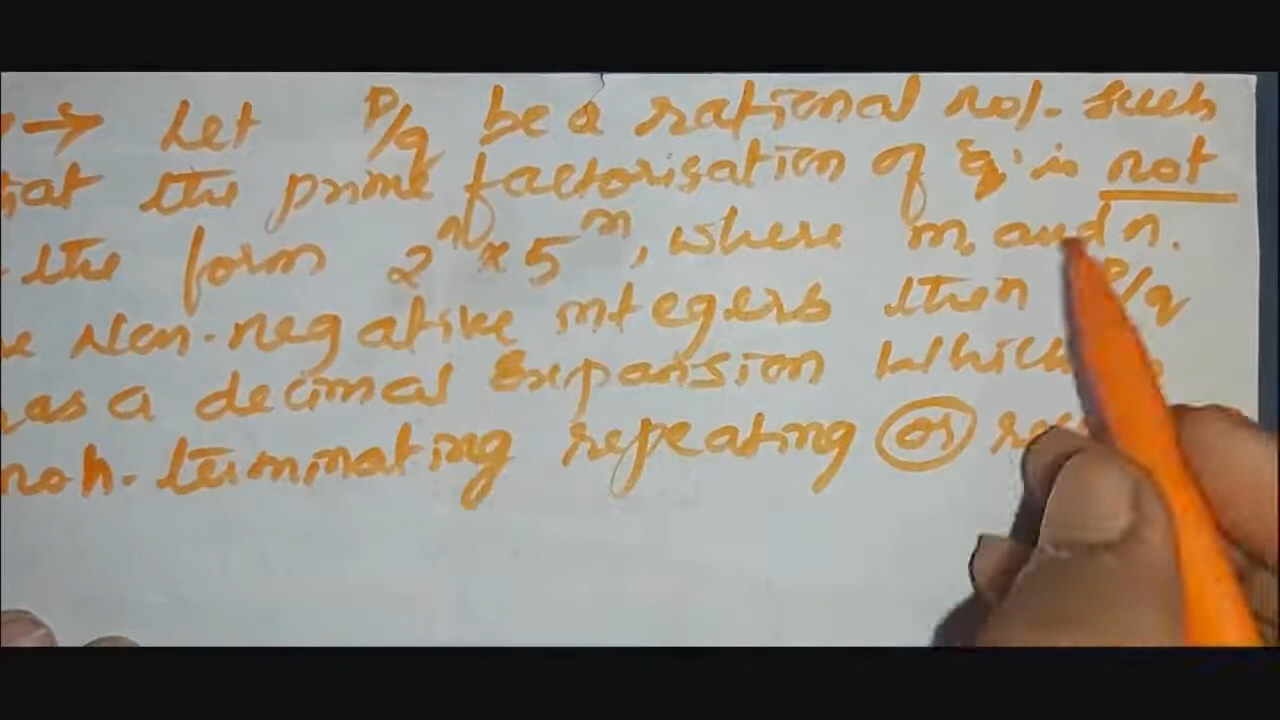 → Let P/q be a rational no/. such
that the prime factorisation of 'q' is not
the form 2ⁿ × 5ᵐ, where m and n.
Non-negative integers then P/q
has a decimal Expansion which
non-terminating repeating or